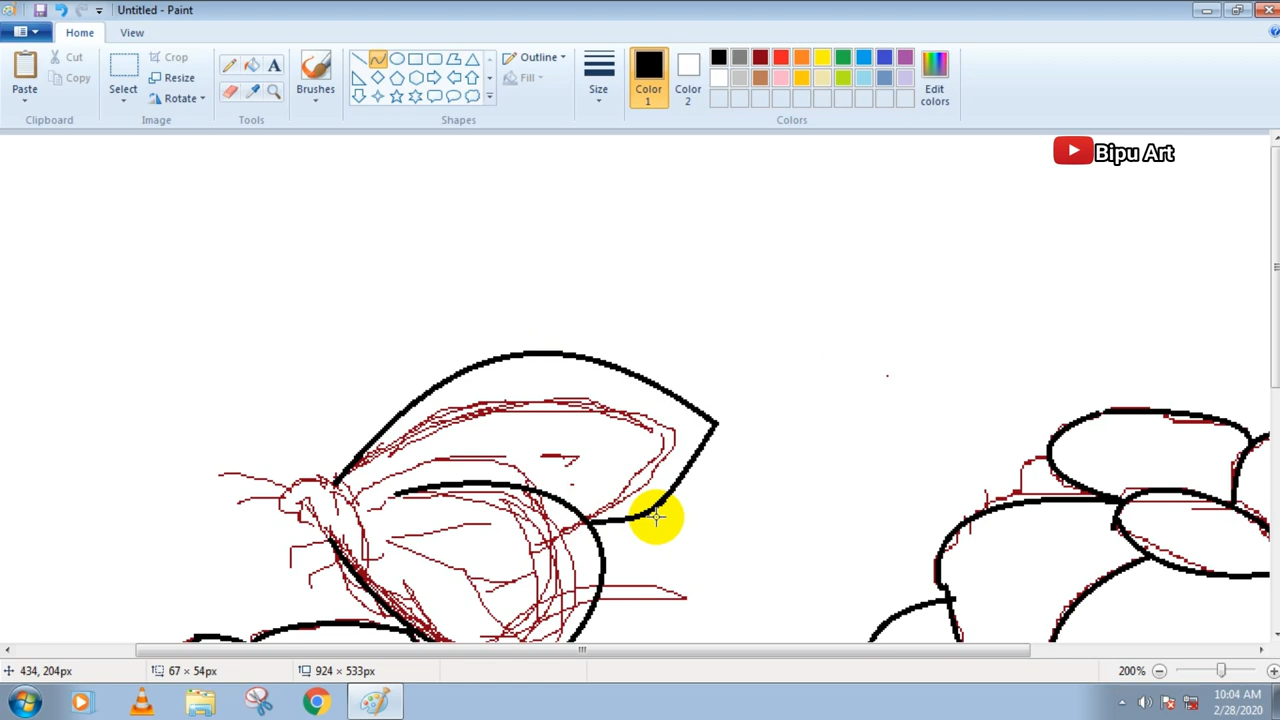 Untitled - Paint
Home View
Paste
Cut
Copy
Clipboard
Select
Crop
Resize
Rotate
Image
A
Tools
Brushes
Shapes
Outline
Fill
Size
Color
1
Color
2
Edit
colors
Colors
Bipu Art
434, 204px
67 × 54px
924 × 533px
200%
10:04 AM
2/28/2020